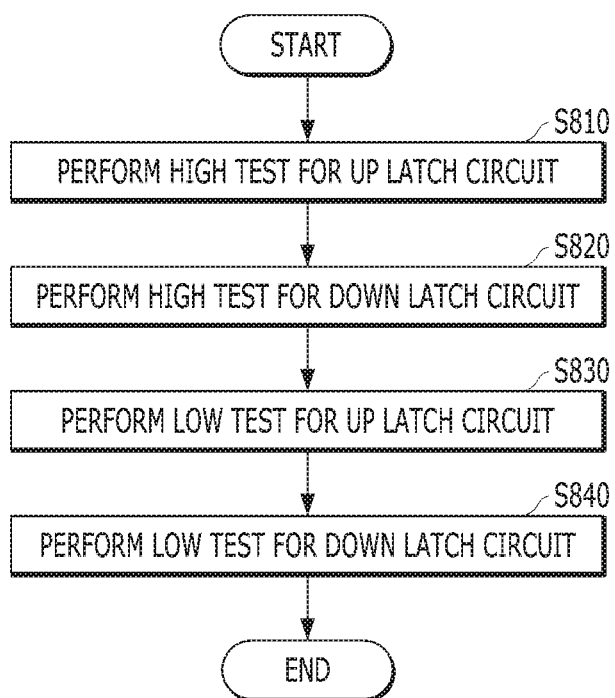 START
S810
PERFORM HIGH TEST FOR UP LATCH CIRCUIT
S820
PERFORM HIGH TEST FOR DOWN LATCH CIRCUIT
S830
PERFORM LOW TEST FOR UP LATCH CIRCUIT
S840
PERFORM LOW TEST FOR DOWN LATCH CIRCUIT
END